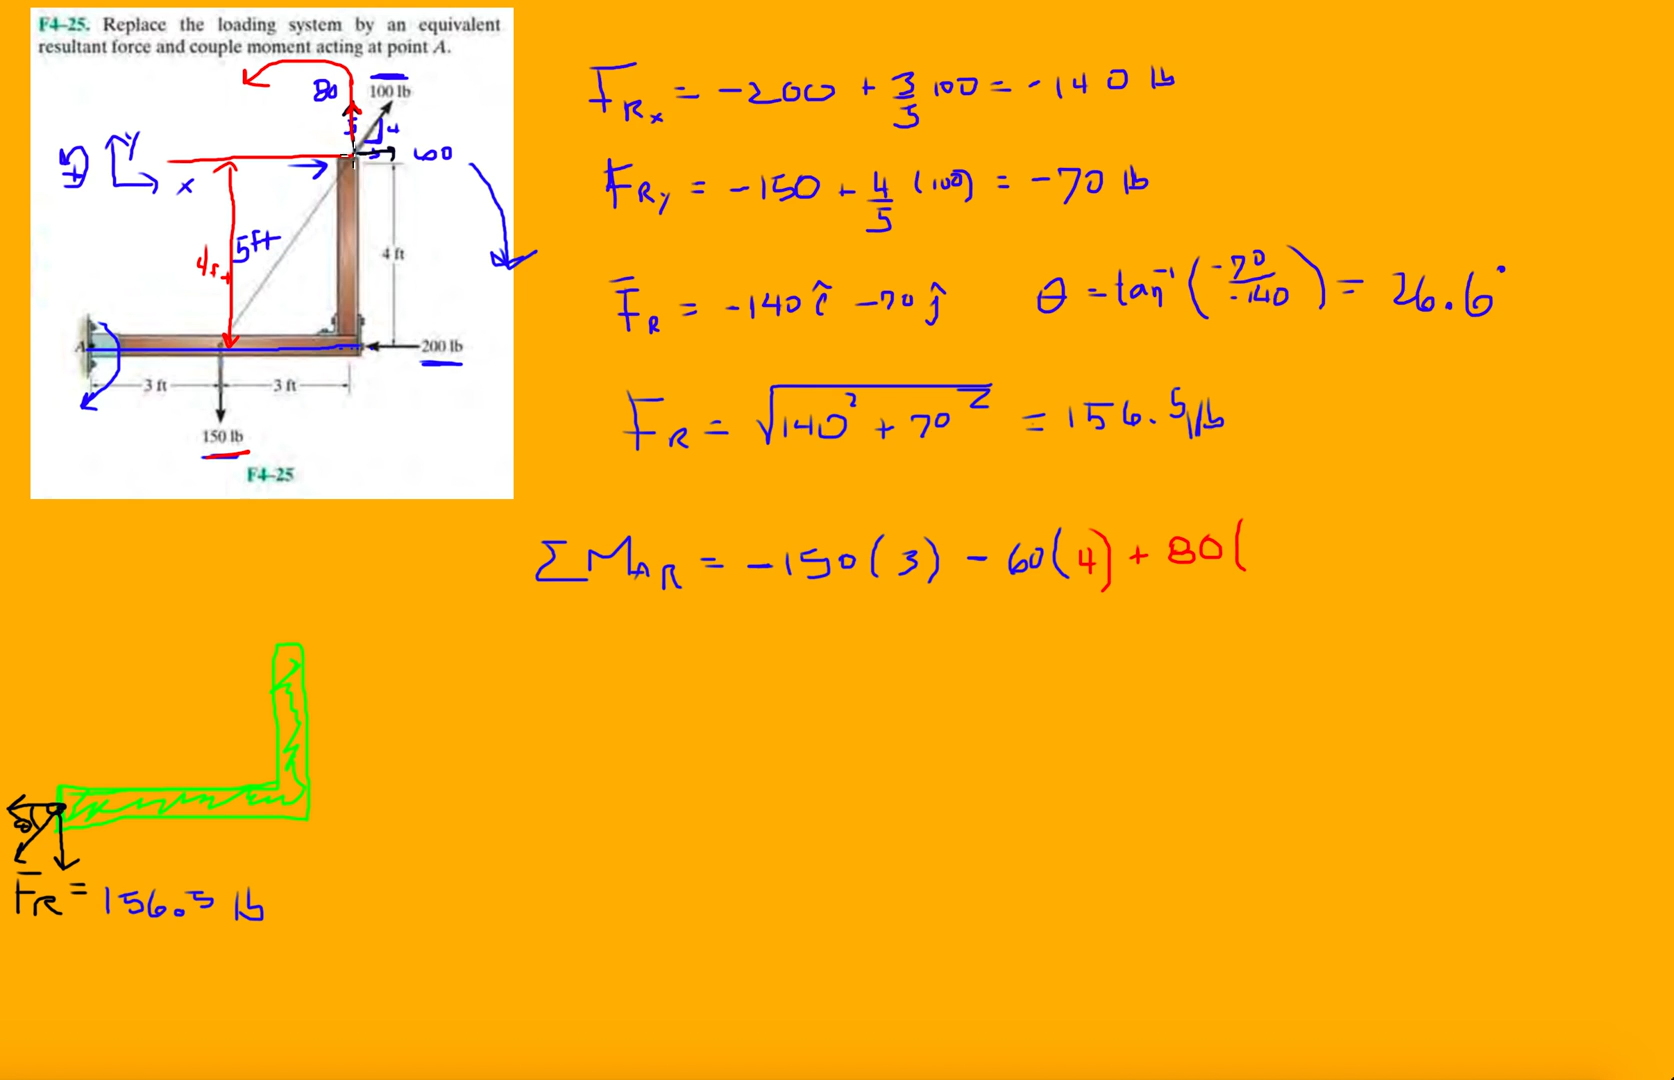 F4–25. Replace the loading system by an equivalent
resultant force and couple moment acting at point A.
80
100 lb
4
3
60
Y
x
5ft
4ft
4 ft
A
200 lb
3 ft
3 ft
150 lb
F4–25
F_Rx = -200 + 3/5 100 = -140 lb
F_Ry = -150 + 4/5 (100) = -70 lb
F_R = -140 î -70 ĵ
θ = tan⁻¹ (-70/-140) = 26.6°
F_R = √140² + 70² = 156.5 lb
ΣM_AR = -150(3) - 60(4) + 80(
θ
F_R = 156.5 lb